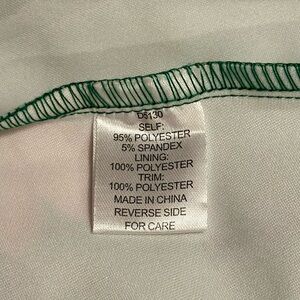 D5130
SELF:
95% POLYESTER
5% SPANDEX
LINING:
100% POLYESTER
TRIM:
100% POLYESTER
MADE IN CHINA
REVERSE SIDE
FOR CARE